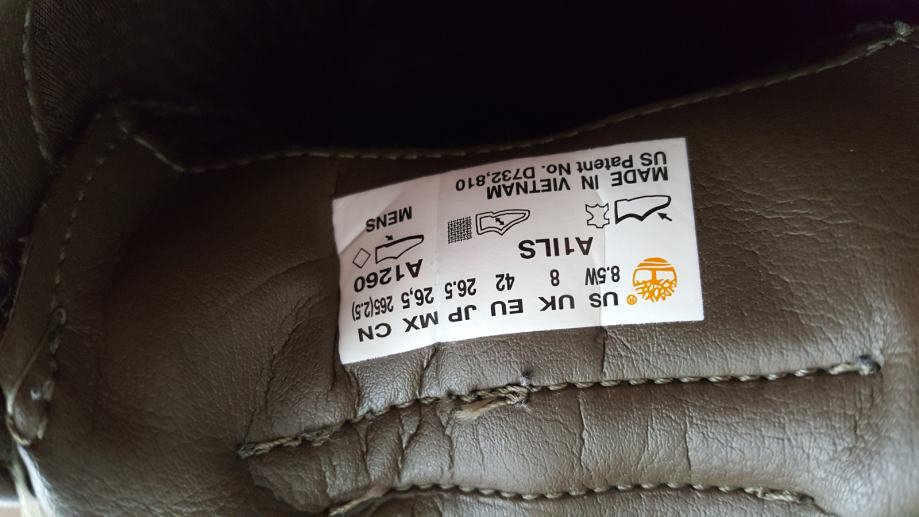 US UK EU JP MX CN
8.5W 8 42 26.5 26,5 265(2.5)
A1ILS A1260
MENS
MADE IN VIETNAM
US Patent No. D732,810